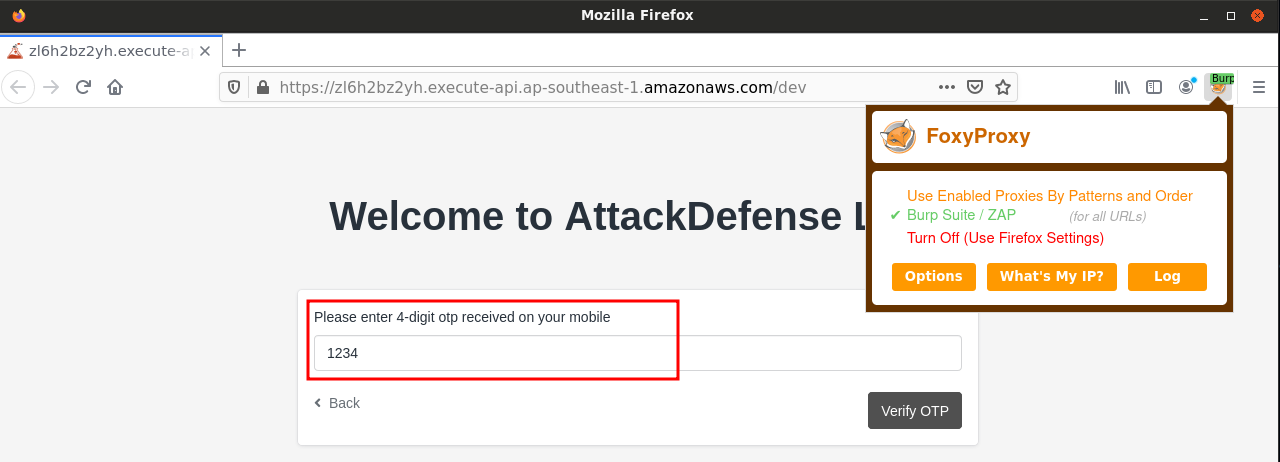 Mozilla Firefox
zl6h2bz2yh.execute-a
https://zl6h2bz2yh.execute-api.ap-southeast-1.amazonaws.com/dev
Burp
FoxyProxy
Use Enabled Proxies By Patterns and Order
✔ Burp Suite / ZAP (for all URLs)
Turn Off (Use Firefox Settings)
Options What's My IP? Log
Welcome to AttackDefense L
Please enter 4-digit otp received on your mobile
1234
Back
Verify OTP